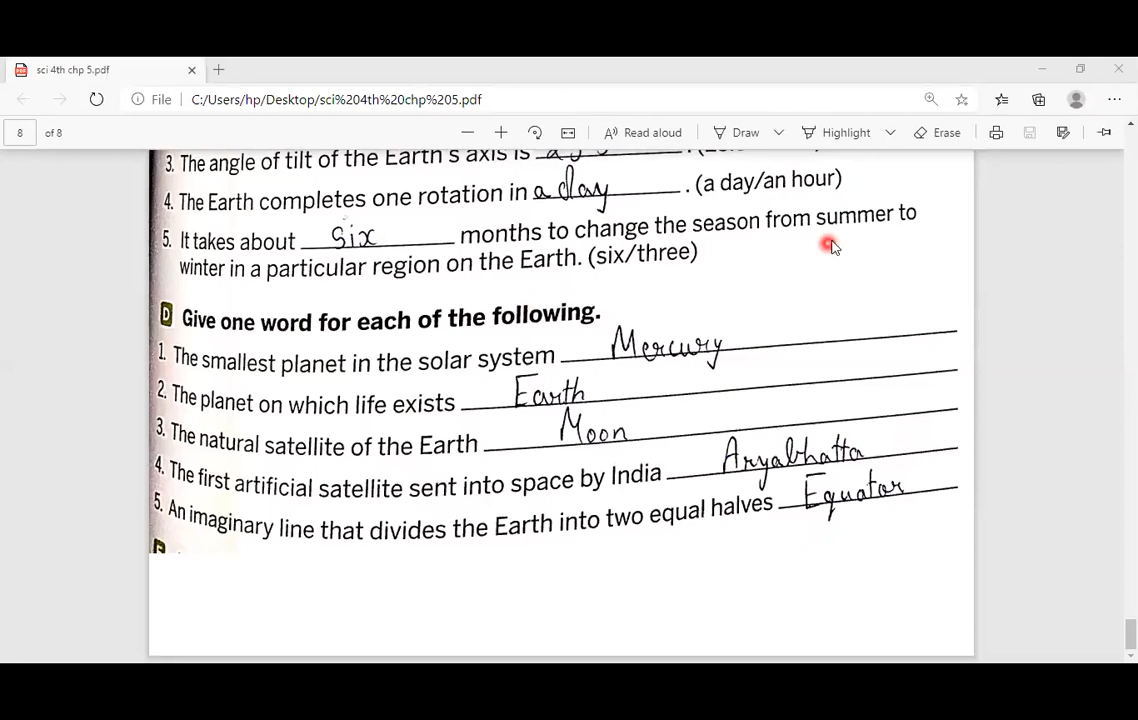 sci 4th chp 5.pdf
File C:/Users/hp/Desktop/sci%204th%20chp%205.pdf
8 of 8 Read aloud Draw Highlight Erase
3. The angle of tilt of the Earth's axis is
4. The Earth completes one rotation in a day. (a day/an hour)
5. It takes about six months to change the season from summer to
winter in a particular region on the Earth. (six/three)
D Give one word for each of the following.
1. The smallest planet in the solar system Mercury
2. The planet on which life exists Earth
3. The natural satellite of the Earth Moon
4. The first artificial satellite sent into space by India Aryabhatta
5. An imaginary line that divides the Earth into two equal halves Equator